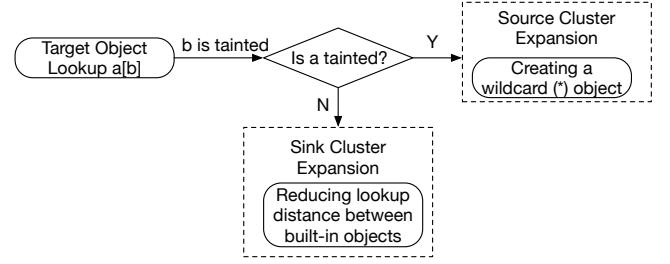 Target Object
Lookup a[b]
b is tainted
Is a tainted?
Y
Source Cluster
Expansion
Creating a
wildcard (*) object
N
Sink Cluster
Expansion
Reducing lookup
distance between
built-in objects